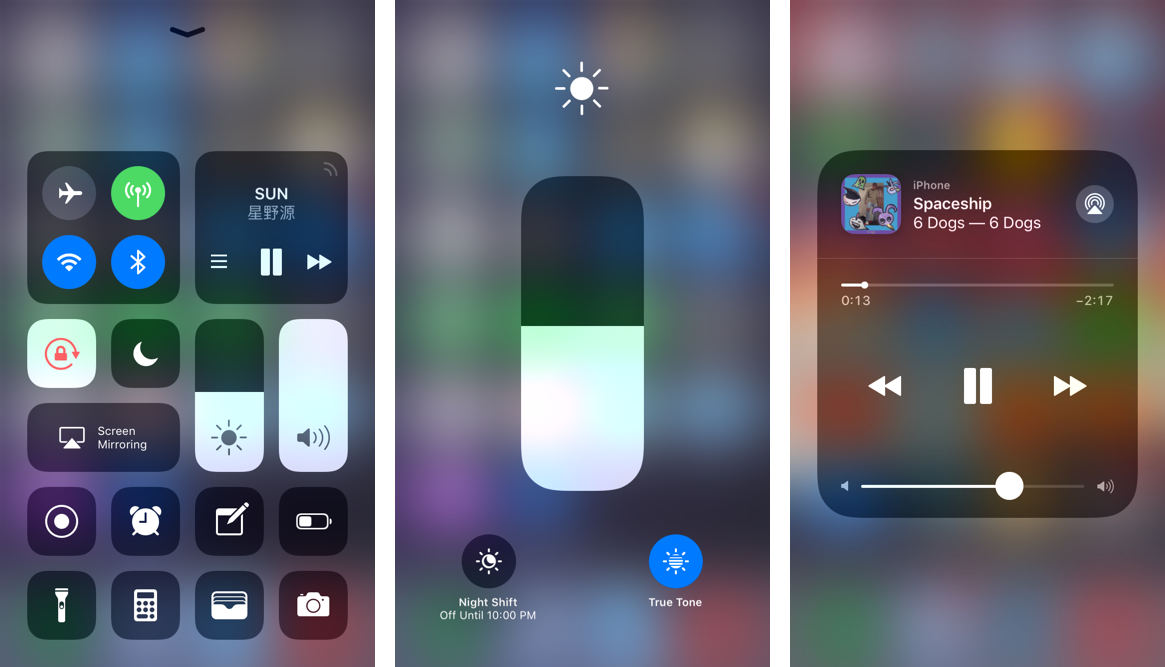 SUN
星野源
Screen
Mirroring
Night Shift
Off Until 10:00 PM
True Tone
iPhone
Spaceship
6 Dogs — 6 Dogs
0:13
−2:17